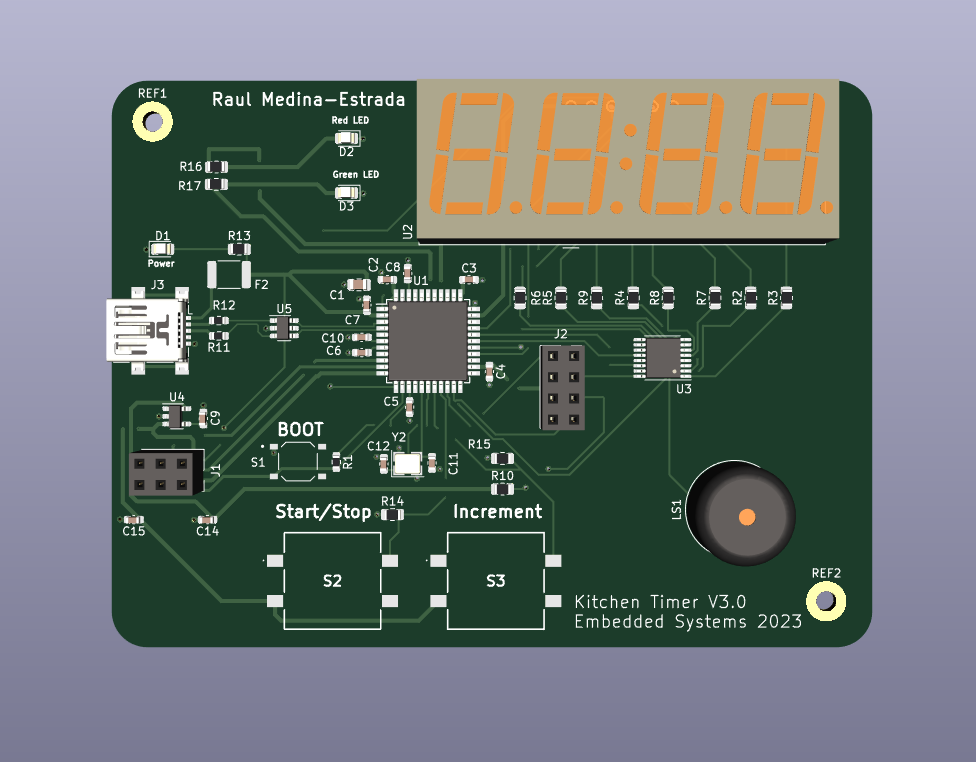 REF1
Raul Medina-Estrada
Red LED
D2
R16
R17
Green LED
D3
U2
D1
Power
R13
F2
J3
R12
R11
U5
C2
C8
C1
U1
C3
C7
C10
C6
C4
C5
R6
R5
R9
R4
R8
R7
R2
R3
J2
U3
U4
C9
J1
BOOT
S1
R1
Y2
C12
C11
R15
R10
R14
C15
C14
Start/Stop
Increment
LS1
S2
S3
REF2
Kitchen Timer V3.0
Embedded Systems 2023